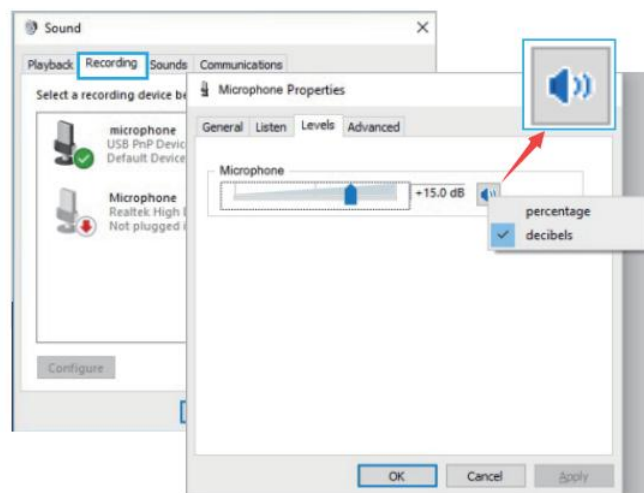 Sound
Playback Recording Sounds Communications
Select a recording device be
microphone
USB PnP Devic
Default Device
Microphone
Realtek High
Not plugged i
Configure
Microphone Properties
General Listen Levels Advanced
Microphone
+15.0 dB
percentage
decibels
OK Cancel Apply